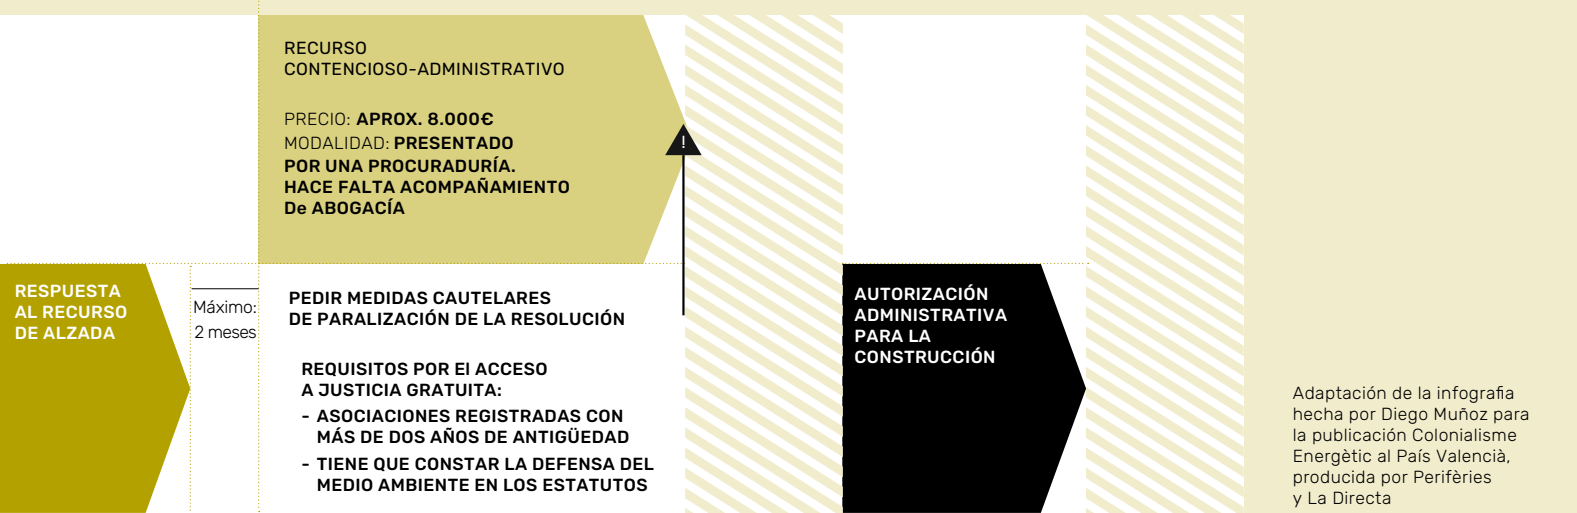 RECURSO
CONTENCIOSO-ADMINISTRATIVO
PRECIO: APROX. 8.000€
MODALIDAD: PRESENTADO
POR UNA PROCURADURÍA.
HACE FALTA ACOMPAÑAMIENTO
De ABOGACÍA
!
RESPUESTA
AL RECURSO
DE ALZADA
Máximo:
2 meses
PEDIR MEDIDAS CAUTELARES
DE PARALIZACIÓN DE LA RESOLUCIÓN
REQUISITOS POR El ACCESO
A JUSTICIA GRATUITA:
- ASOCIACIONES REGISTRADAS CON
MÁS DE DOS AÑOS DE ANTIGÜEDAD
- TIENE QUE CONSTAR LA DEFENSA DEL
MEDIO AMBIENTE EN LOS ESTATUTOS
AUTORIZACIÓN
ADMINISTRATIVA
PARA LA
CONSTRUCCIÓN
Adaptación de la infografia
hecha por Diego Muñoz para
la publicación Colonialisme
Energètic al País Valencià,
producida por Perifèries
y La Directa